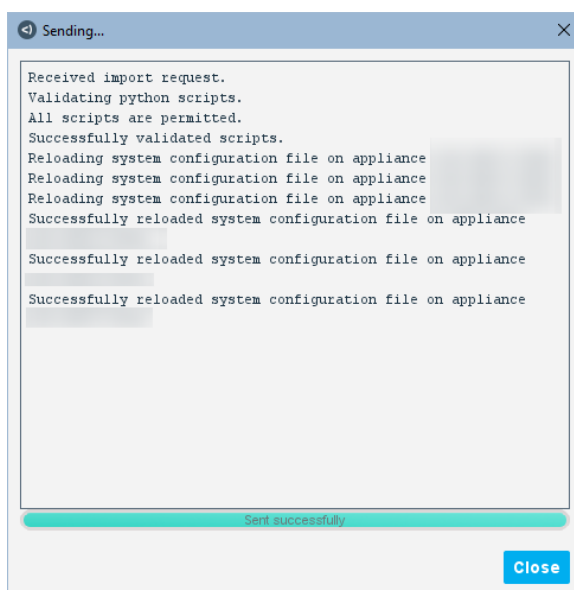 Sending...
Received import request.
Validating python scripts.
All scripts are permitted.
Successfully validated scripts.
Reloading system configuration file on appliance
Reloading system configuration file on appliance
Reloading system configuration file on appliance
Successfully reloaded system configuration file on appliance
Successfully reloaded system configuration file on appliance
Successfully reloaded system configuration file on appliance
Sent successfully
Close